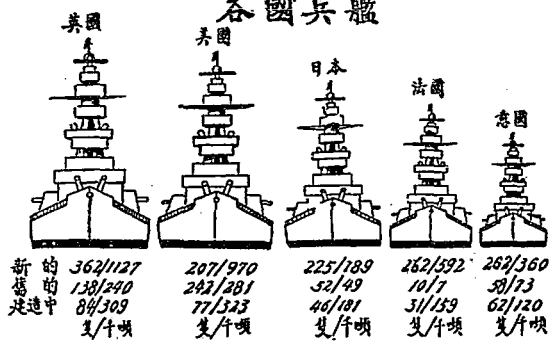 各國兵艦
英國
美國
日本
法國
意國
新的 362/1127 207/970 225/789 262/592 262/360
舊的 138/240 242/281 52/49 10/7 58/73
建造中 84/309 77/323 46/181 31/159 62/120
隻/千噸 隻/千噸 隻/千噸 隻/千噸 隻/千噸